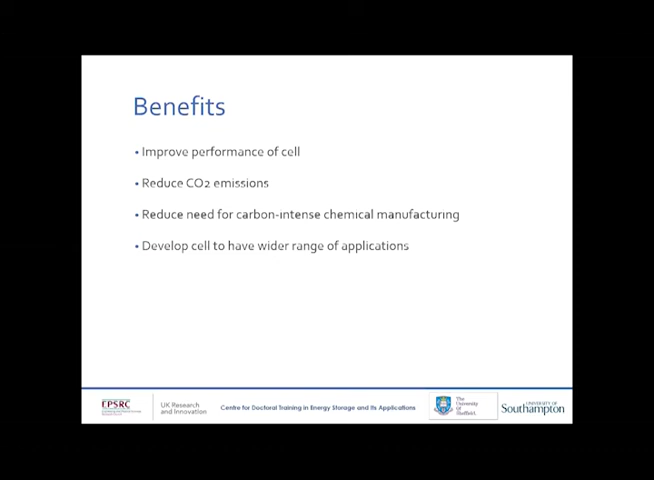 Benefits
• Improve performance of cell
• Reduce CO2 emissions
• Reduce need for carbon-intense chemical manufacturing
• Develop cell to have wider range of applications
EPSRC
UK Research
and Innovation
Centre for Doctoral Training in Energy Storage and its Applications
The
University
Of
Sheffield.
UNIVERSITY OF
Southampton